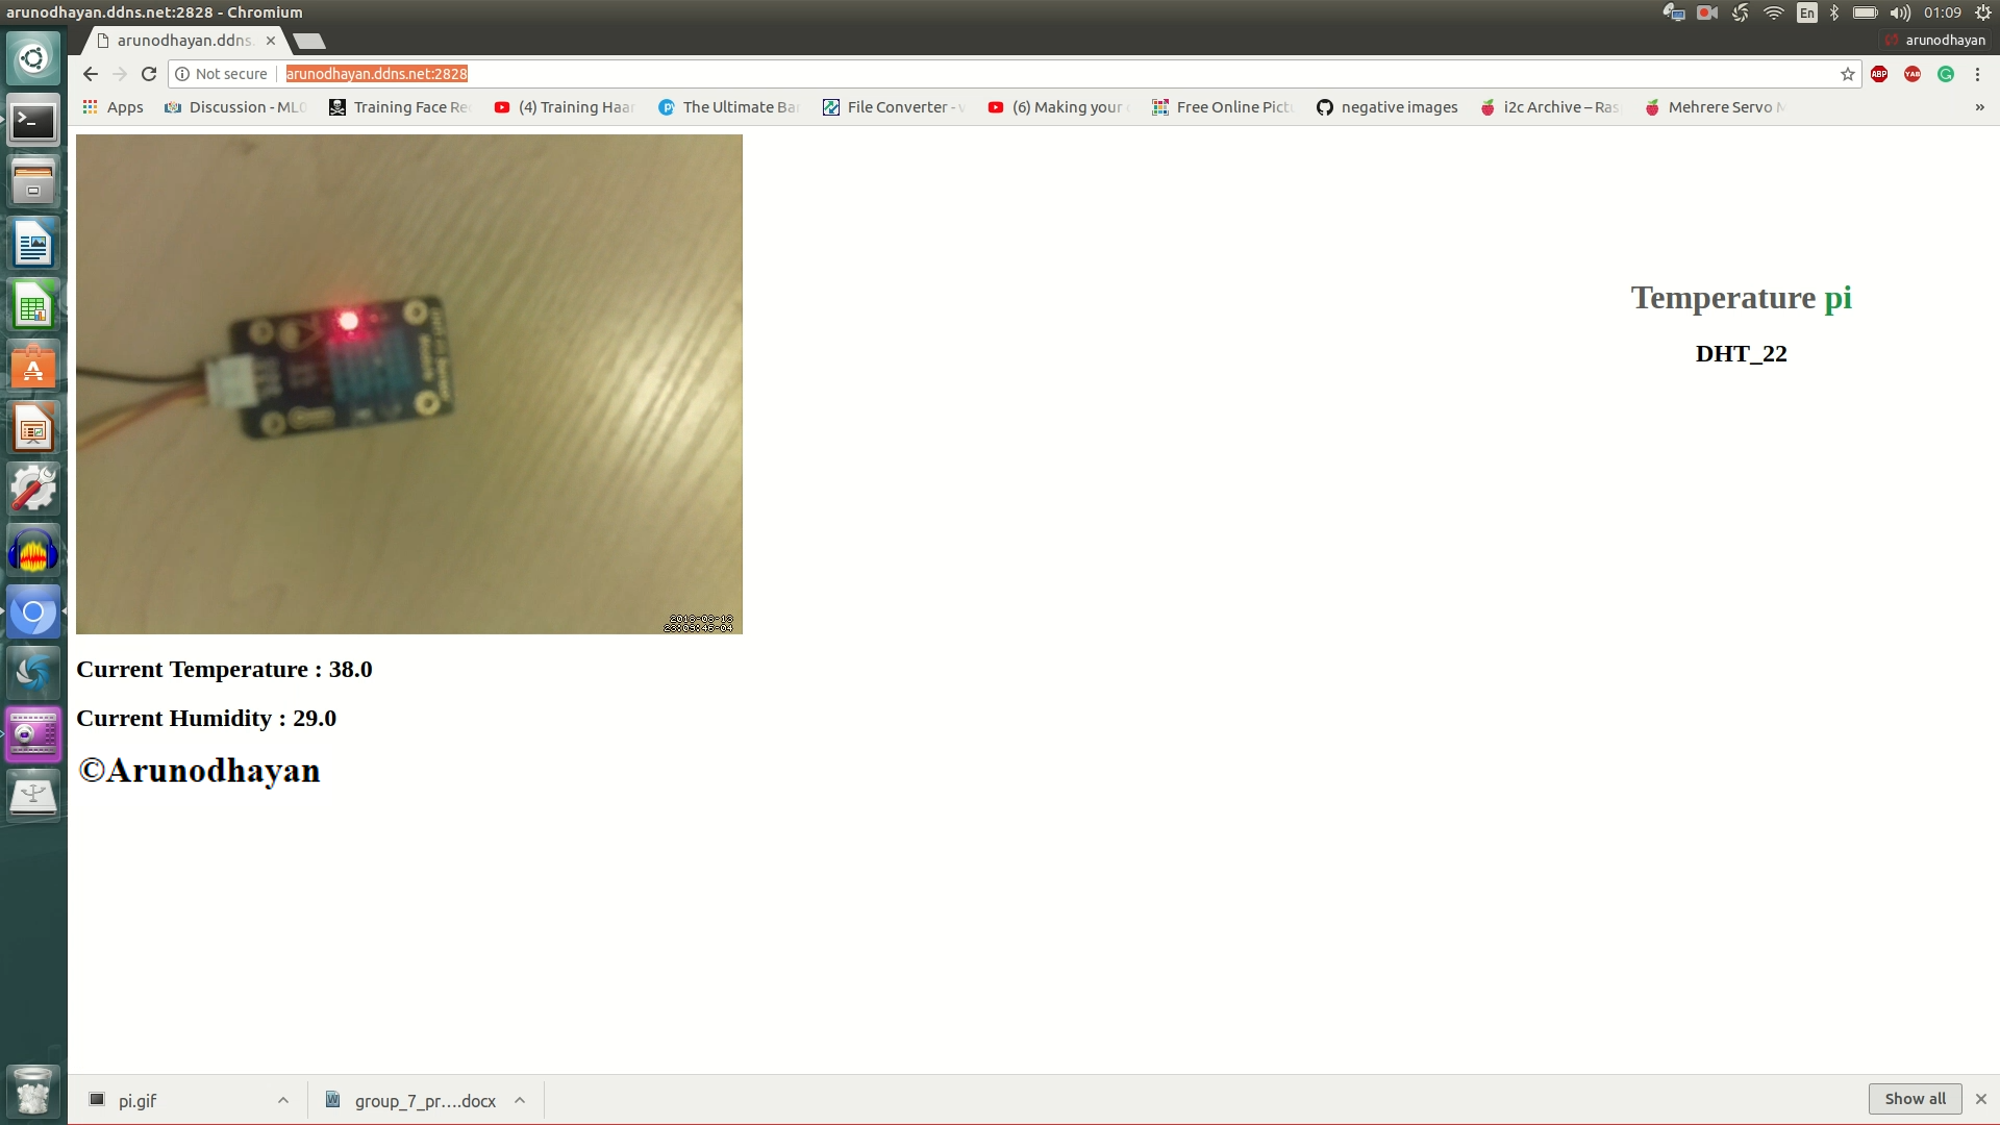 arunodhayan.ddns.net:2828 - Chromium
En
01:09
arunodhayan.ddns.
arunodhayan
Not secure
arunodhayan.ddns.net:2828
ABP
YAB
Apps
Discussion - ML
Training Face Re
(4) Training Haar
The Ultimate Ba
File Converter -
(6) Making your
Free Online Pict
negative images
i2c Archive – Ras
Mehrere Servo
»
Temperature pi
DHT_22
Current Temperature : 38.0
Current Humidity : 29.0
©Arunodhayan
pi.gif
group_7_pr....docx
Show all